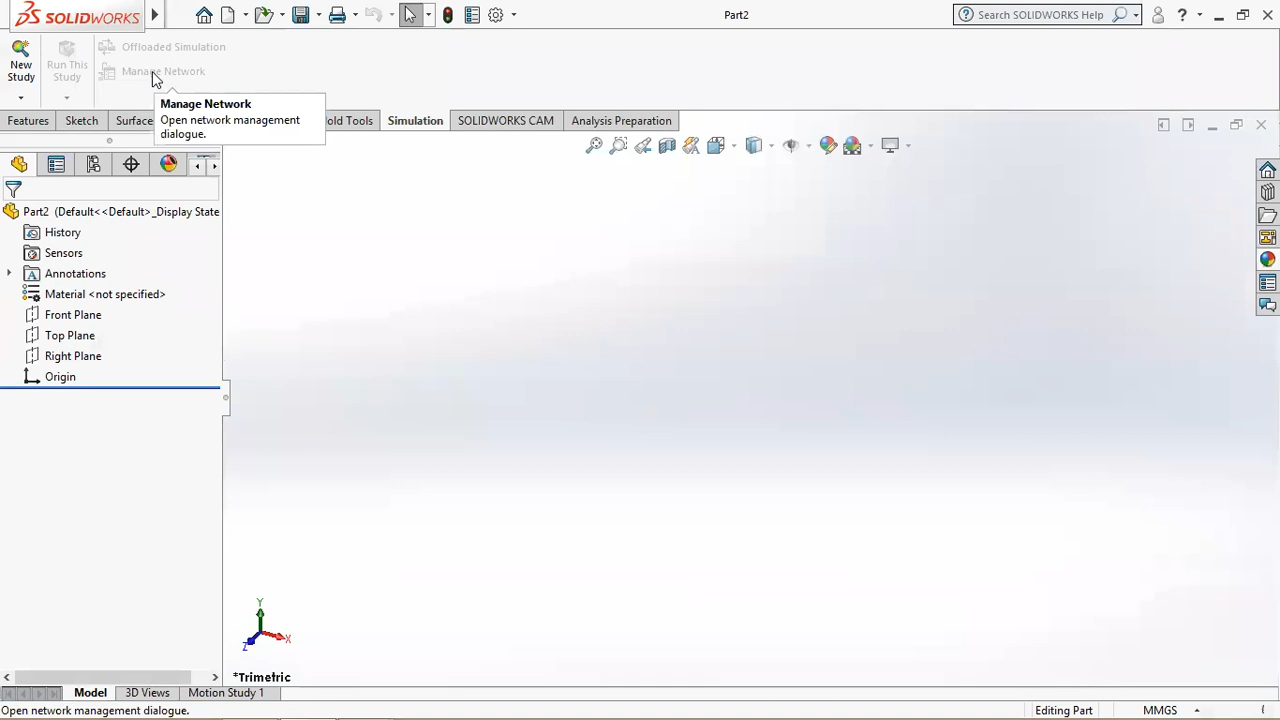 SOLIDWORKS
Part2
Search SOLIDWORKS Help
?
New Study
Run This Study
Offloaded Simulation
Manage Network
Manage Network
Open network management
dialogue.
Features
Sketch
Surface
old Tools
Simulation
SOLIDWORKS CAM
Analysis Preparation
Part2 (Default<<Default>_Display State
History
Sensors
Annotations
Material <not specified>
Front Plane
Top Plane
Right Plane
Origin
Y
X
Z
*Trimetric
Model
3D Views
Motion Study 1
Open network management dialogue.
Editing Part
MMGS